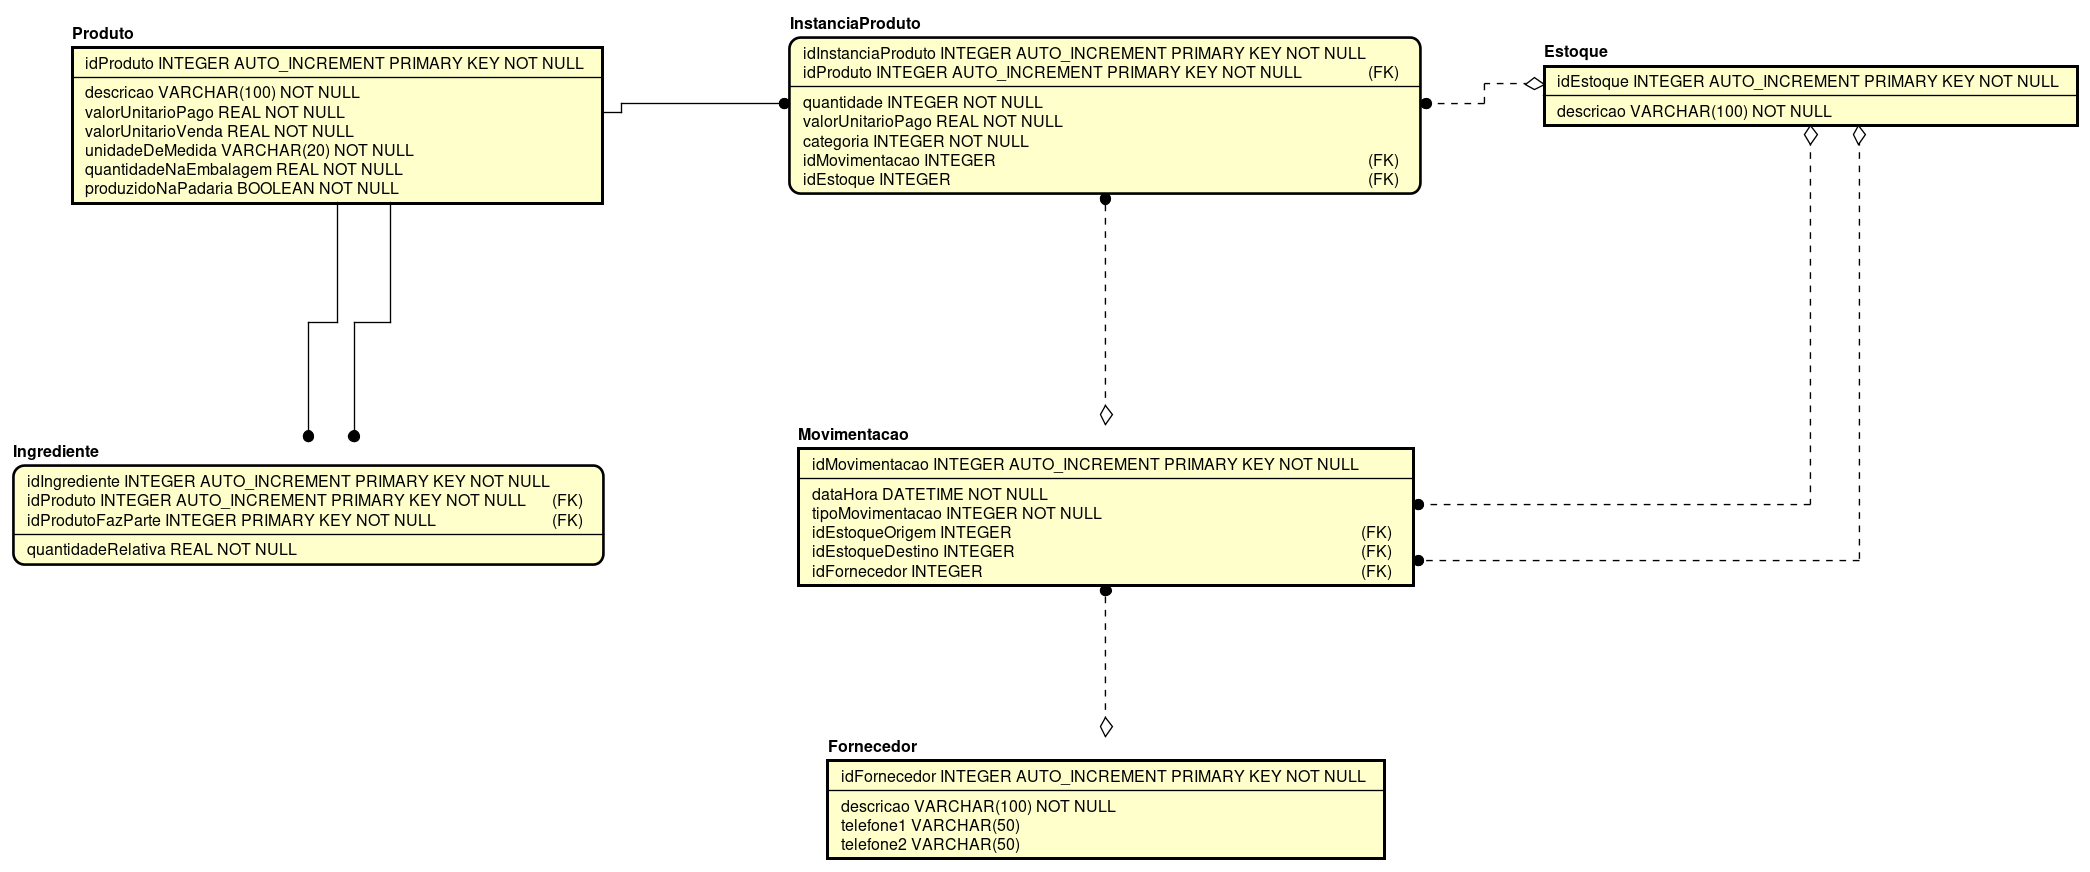 Produto
idProduto INTEGER AUTO_INCREMENT PRIMARY KEY NOT NULL
descricao VARCHAR(100) NOT NULL
valorUnitarioPago REAL NOT NULL
valorUnitarioVenda REAL NOT NULL
unidadeDeMedida VARCHAR(20) NOT NULL
quantidadeNaEmbalagem REAL NOT NULL
produzidoNaPadaria BOOLEAN NOT NULL
InstanciaProduto
idInstanciaProduto INTEGER AUTO_INCREMENT PRIMARY KEY NOT NULL
idProduto INTEGER AUTO_INCREMENT PRIMARY KEY NOT NULL (FK)
quantidade INTEGER NOT NULL
valorUnitarioPago REAL NOT NULL
categoria INTEGER NOT NULL
idMovimentacao INTEGER (FK)
idEstoque INTEGER (FK)
Estoque
idEstoque INTEGER AUTO_INCREMENT PRIMARY KEY NOT NULL
descricao VARCHAR(100) NOT NULL
Ingrediente
idIngrediente INTEGER AUTO_INCREMENT PRIMARY KEY NOT NULL
idProduto INTEGER AUTO_INCREMENT PRIMARY KEY NOT NULL (FK)
idProdutoFazParte INTEGER PRIMARY KEY NOT NULL (FK)
quantidadeRelativa REAL NOT NULL
Movimentacao
idMovimentacao INTEGER AUTO_INCREMENT PRIMARY KEY NOT NULL
dataHora DATETIME NOT NULL
tipoMovimentacao INTEGER NOT NULL
idEstoqueOrigem INTEGER (FK)
idEstoqueDestino INTEGER (FK)
idFornecedor INTEGER (FK)
Fornecedor
idFornecedor INTEGER AUTO_INCREMENT PRIMARY KEY NOT NULL
descricao VARCHAR(100) NOT NULL
telefone1 VARCHAR(50)
telefone2 VARCHAR(50)